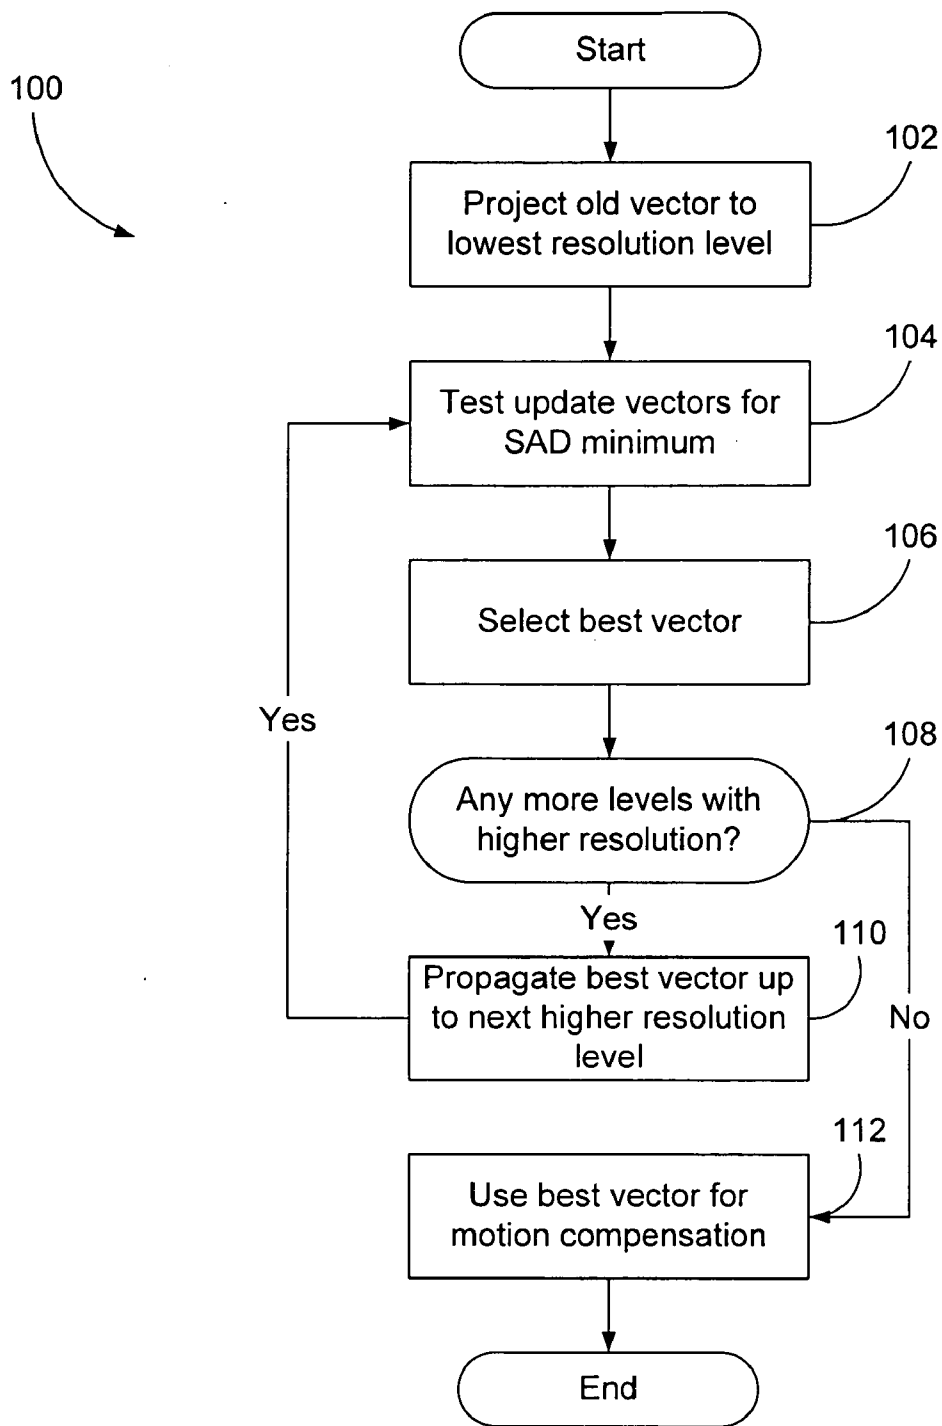 Start
100
102
Project old vector to
lowest resolution level
104
Test update vectors for
SAD minimum
106
Select best vector
Yes
108
Any more levels with
higher resolution?
Yes
110
Propagate best vector up
to next higher resolution
level
No
112
Use best vector for
motion compensation
End